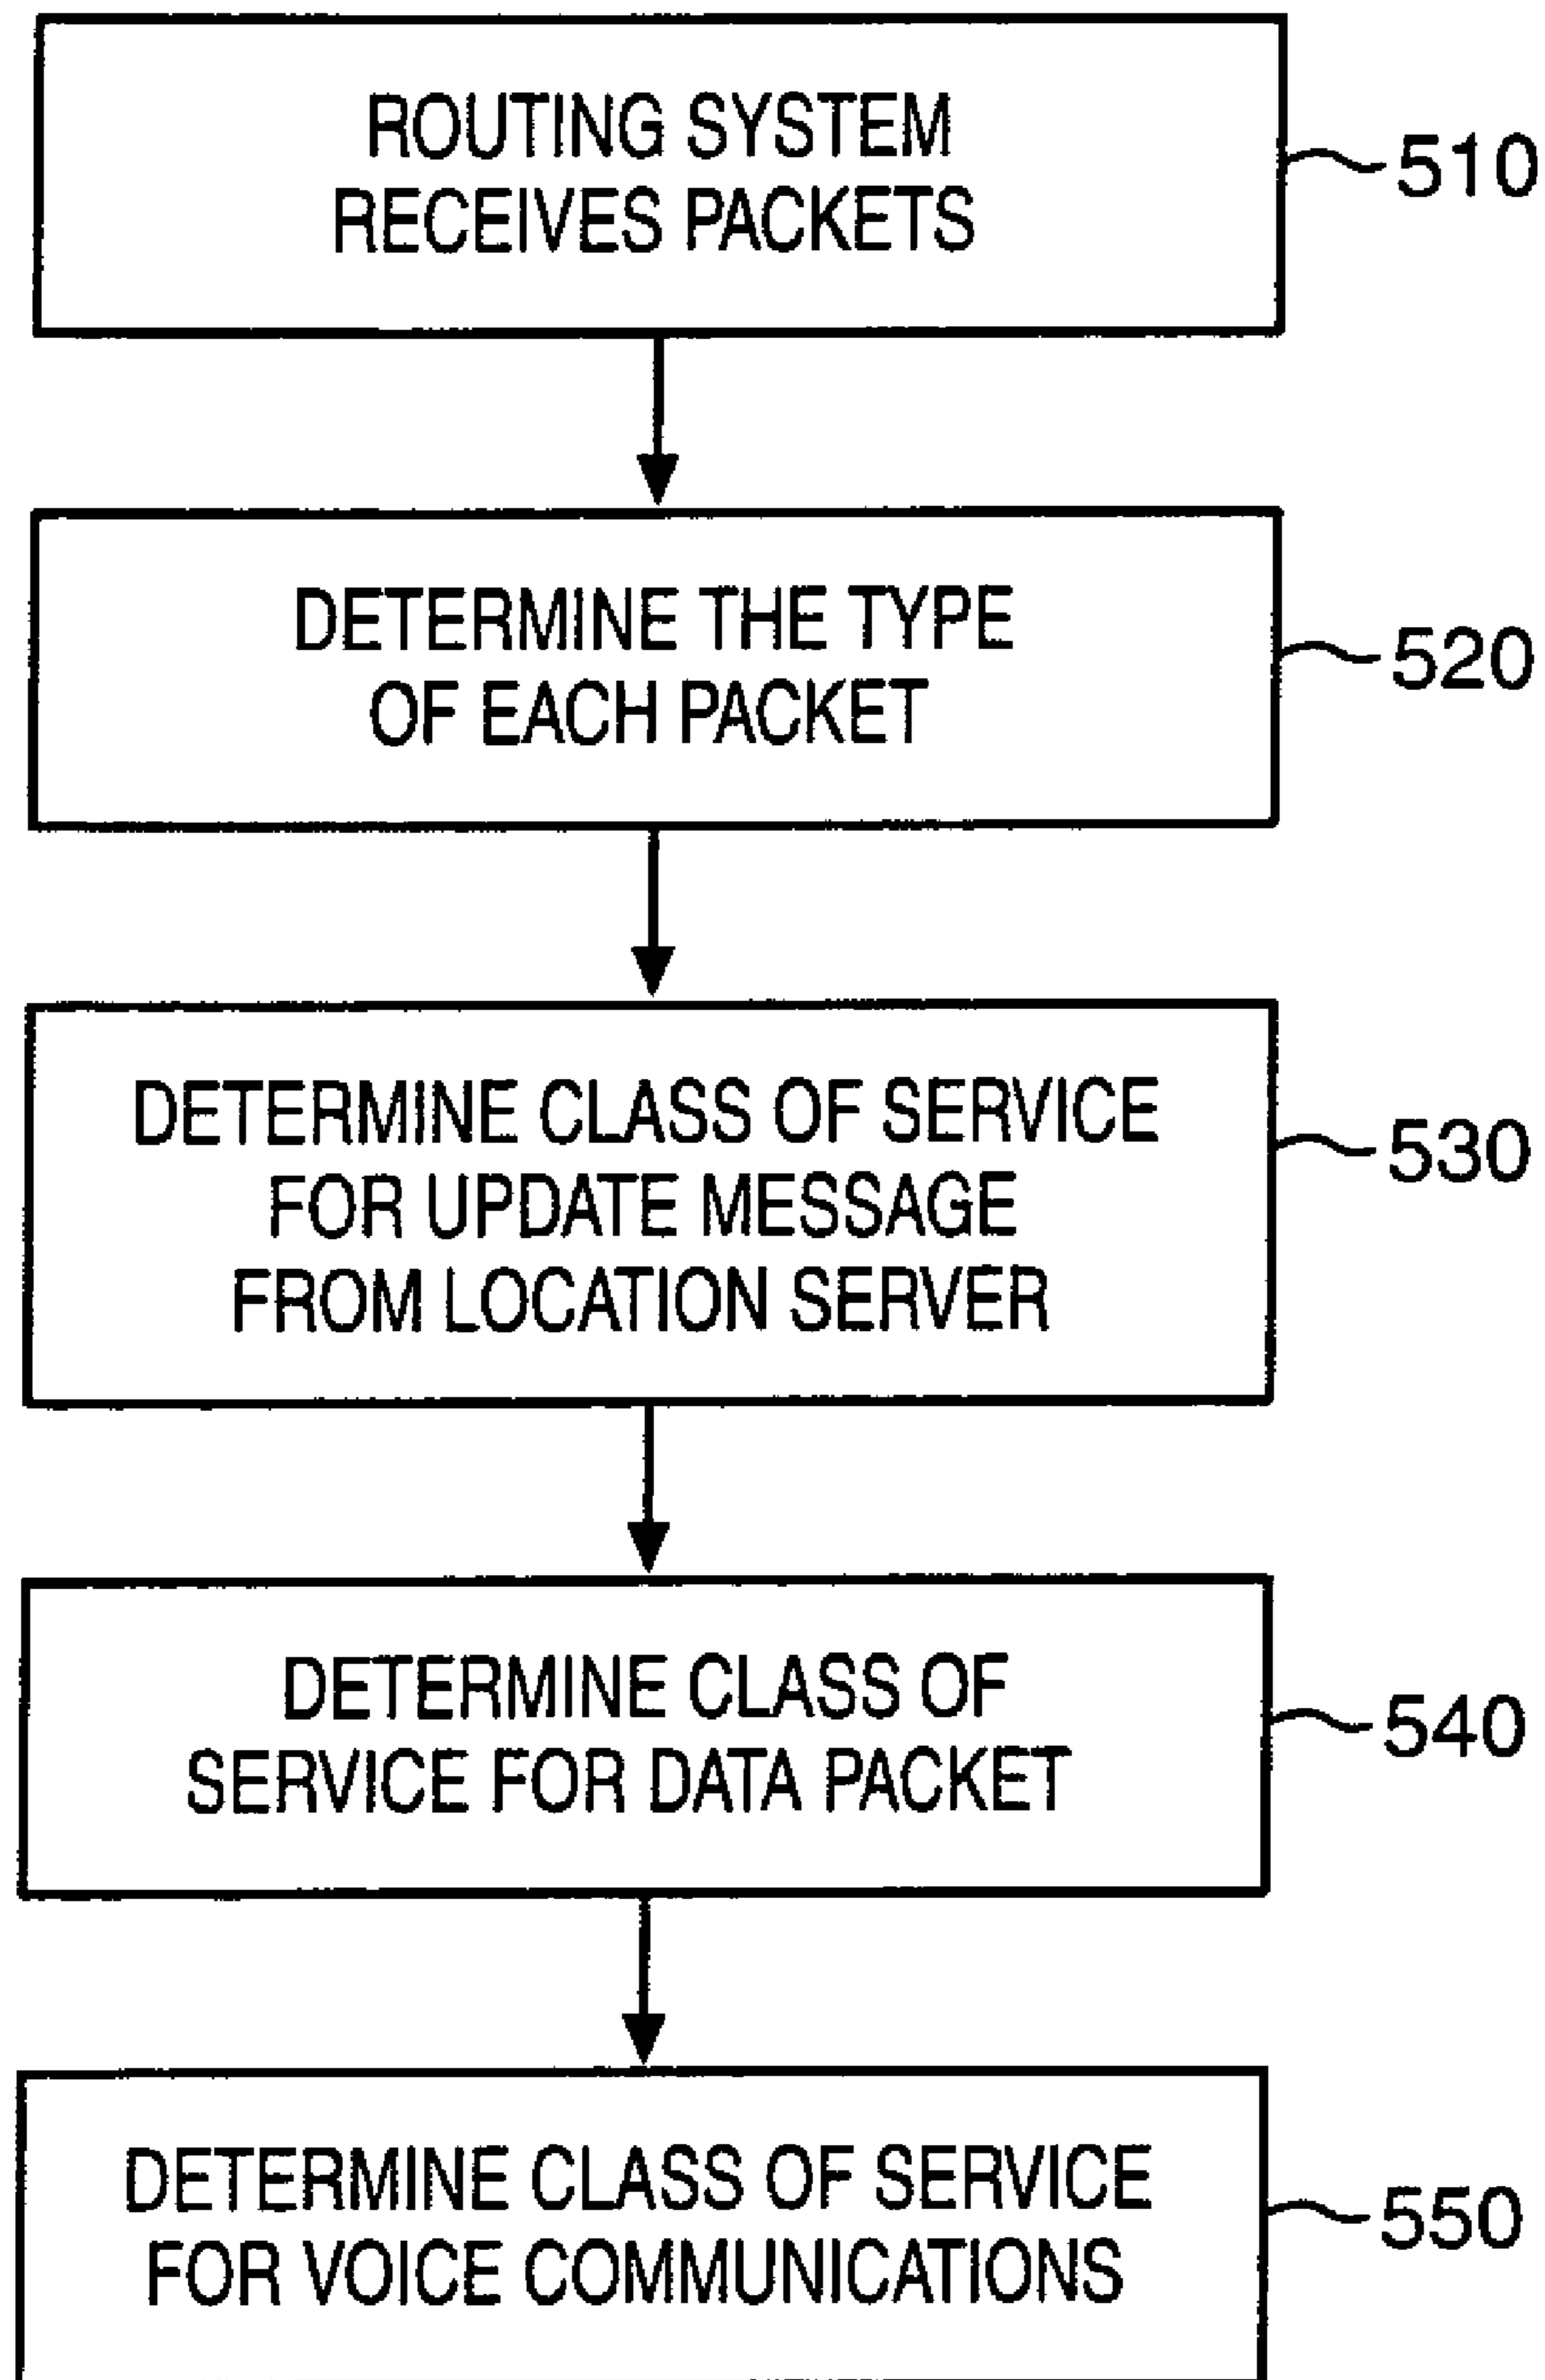 ROUTING SYSTEM
RECEIVES PACKETS
510
DETERMINE THE TYPE
OF EACH PACKET
520
DETERMINE CLASS OF SERVICE
FOR UPDATE MESSAGE
FROM LOCATION SERVER
530
DETERMINE CLASS OF
SERVICE FOR DATA PACKET
540
DETERMINE CLASS OF SERVICE
FOR VOICE COMMUNICATIONS
550